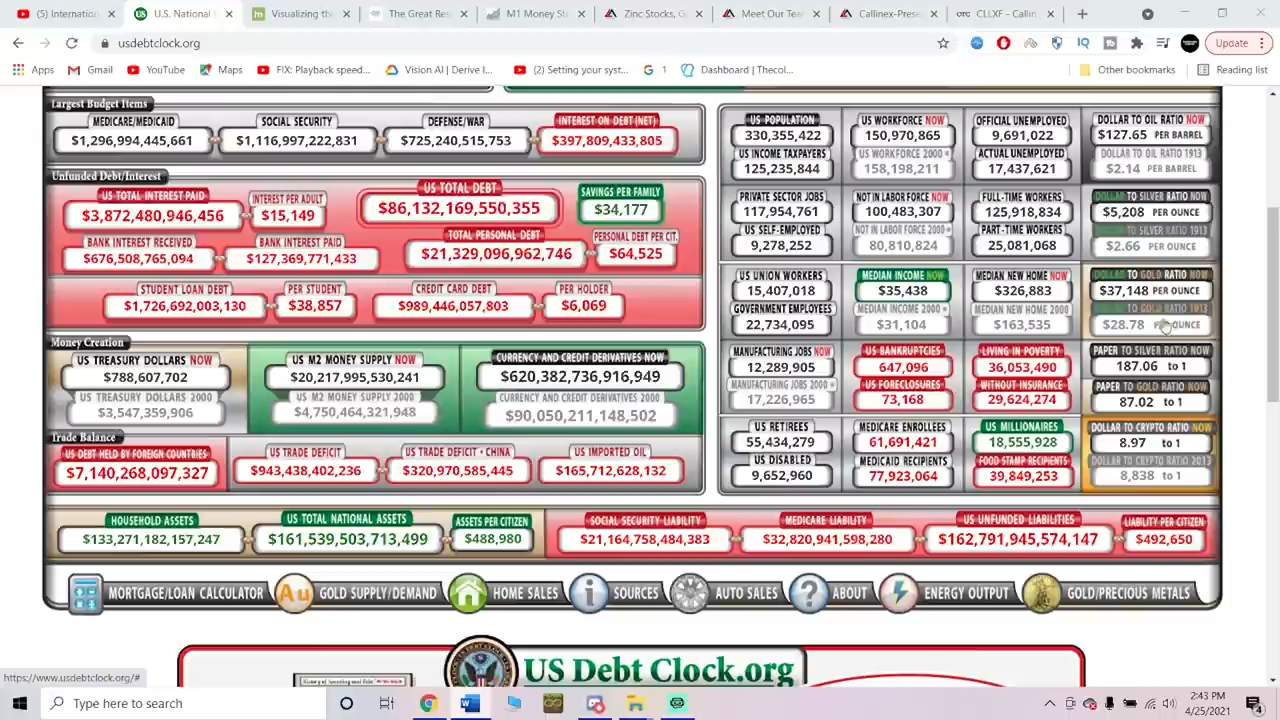 (5) Internation
U.S. National
Visualizing the
The Great Res
M1 Money St
Zinc Stocks, G
Meet Our Tea
Callinex-Prese
OTC CLLXF - Callin
usdebtclock.org
Update
Apps
Gmail
YouTube
Maps
FIX: Playback speed...
Vision AI | Derive I...
(2) Setting your syst...
G 1
Dashboard | Thecol...
Other bookmarks
Reading list
Largest Budget Items
MEDICARE/MEDICAID
$1,296,994,445,661
SOCIAL SECURITY
$1,116,997,222,831
DEFENSE/WAR
$725,240,515,753
INTEREST ON DEBT (NET)
$397,809,433,805
Unfunded Debt/Interest
US TOTAL INTEREST PAID
$3,872,480,946,456
INTEREST PER ADULT
$15,149
US TOTAL DEBT
$86,132,169,550,355
SAVINGS PER FAMILY
$34,177
BANK INTEREST RECEIVED
$676,508,765,094
BANK INTEREST PAID
$127,369,771,433
TOTAL PERSONAL DEBT
$21,329,096,962,746
PERSONAL DEBT PER CIT.
$64,525
STUDENT LOAN DEBT
$1,726,692,003,130
PER STUDENT
$38,857
CREDIT CARD DEBT
$989,446,057,803
PER HOLDER
$6,069
Money Creation
US TREASURY DOLLARS NOW
$788,607,702
US TREASURY DOLLARS 2000
$3,547,359,906
US M2 MONEY SUPPLY NOW
$20,217,995,530,241
US M2 MONEY SUPPLY 2000
$4,750,464,321,948
CURRENCY AND CREDIT DERIVATIVES NOW
$620,382,736,916,949
CURRENCY AND CREDIT DERIVATIVES 2000
$90,050,211,148,502
Trade Balance
US DEBT HELD BY FOREIGN COUNTRIES
$7,140,268,097,327
US TRADE DEFICIT
$943,438,402,236
US TRADE DEFICIT • CHINA
$320,970,585,445
US IMPORTED OIL
$165,712,628,132
US POPULATION
330,355,422
US INCOME TAXPAYERS
125,235,844
US WORKFORCE NOW
150,970,865
US WORKFORCE 2000
158,198,211
OFFICIAL UNEMPLOYED
9,691,022
ACTUAL UNEMPLOYED
17,437,621
DOLLAR TO OIL RATIO NOW
$127.65 PER BARREL
DOLLAR TO OIL RATIO 1913
$2.14 PER BARREL
PRIVATE SECTOR JOBS
117,954,761
US SELF-EMPLOYED
9,278,252
NOT IN LABOR FORCE NOW
100,483,307
NOT IN LABOR FORCE 2000
80,810,824
FULL-TIME WORKERS
125,918,834
PART-TIME WORKERS
25,081,068
DOLLAR TO SILVER RATIO NOW
$5,208 PER OUNCE
DOLLAR TO SILVER RATIO 1913
$2.66 PER OUNCE
US UNION WORKERS
15,407,018
GOVERNMENT EMPLOYEES
22,734,095
MEDIAN INCOME NOW
$35,438
MEDIAN INCOME 2000
$31,104
MEDIAN NEW HOME NOW
$326,883
MEDIAN NEW HOME 2000
$163,535
DOLLAR TO GOLD RATIO NOW
$37,148 PER OUNCE
DOLLAR TO GOLD RATIO 1913
$28.78 OUNCE
MANUFACTURING JOBS NOW
12,289,905
MANUFACTURING JOBS 2000
17,226,965
US BANKRUPTCIES
647,096
US FORECLOSURES
73,168
LIVING IN POVERTY
36,053,490
WITHOUT INSURANCE
29,624,274
PAPER TO SILVER RATIO NOW
187.06 to 1
PAPER TO GOLD RATIO NOW
87.02 to 1
US RETIREES
55,434,279
US DISABLED
9,652,960
MEDICARE ENROLLEES
61,691,421
MEDICAID RECIPIENTS
77,923,064
US MILLIONAIRES
18,555,928
FOOD STAMP RECIPIENTS
39,849,253
DOLLAR TO CRYPTO RATIO NOW
8.97 to 1
DOLLAR TO CRYPTO RATIO 2013
8,838 to 1
HOUSEHOLD ASSETS
$133,271,182,157,247
US TOTAL NATIONAL ASSETS
$161,539,503,713,499
ASSETS PER CITIZEN
$488,980
SOCIAL SECURITY LIABILITY
$21,164,758,484,383
MEDICARE LIABILITY
$32,820,941,598,280
US UNFUNDED LIABILITIES
$162,791,945,574,147
LIABILITY PER CITIZEN
$492,650
MORTGAGE/LOAN CALCULATOR
Au GOLD SUPPLY/DEMAND
HOME SALES
SOURCES
AUTO SALES
ABOUT
ENERGY OUTPUT
GOLD/PRECIOUS METALS
US Debt Clock.org
https://www.usdebtclock.org/#
Type here to search
2:43 PM
4/25/2021